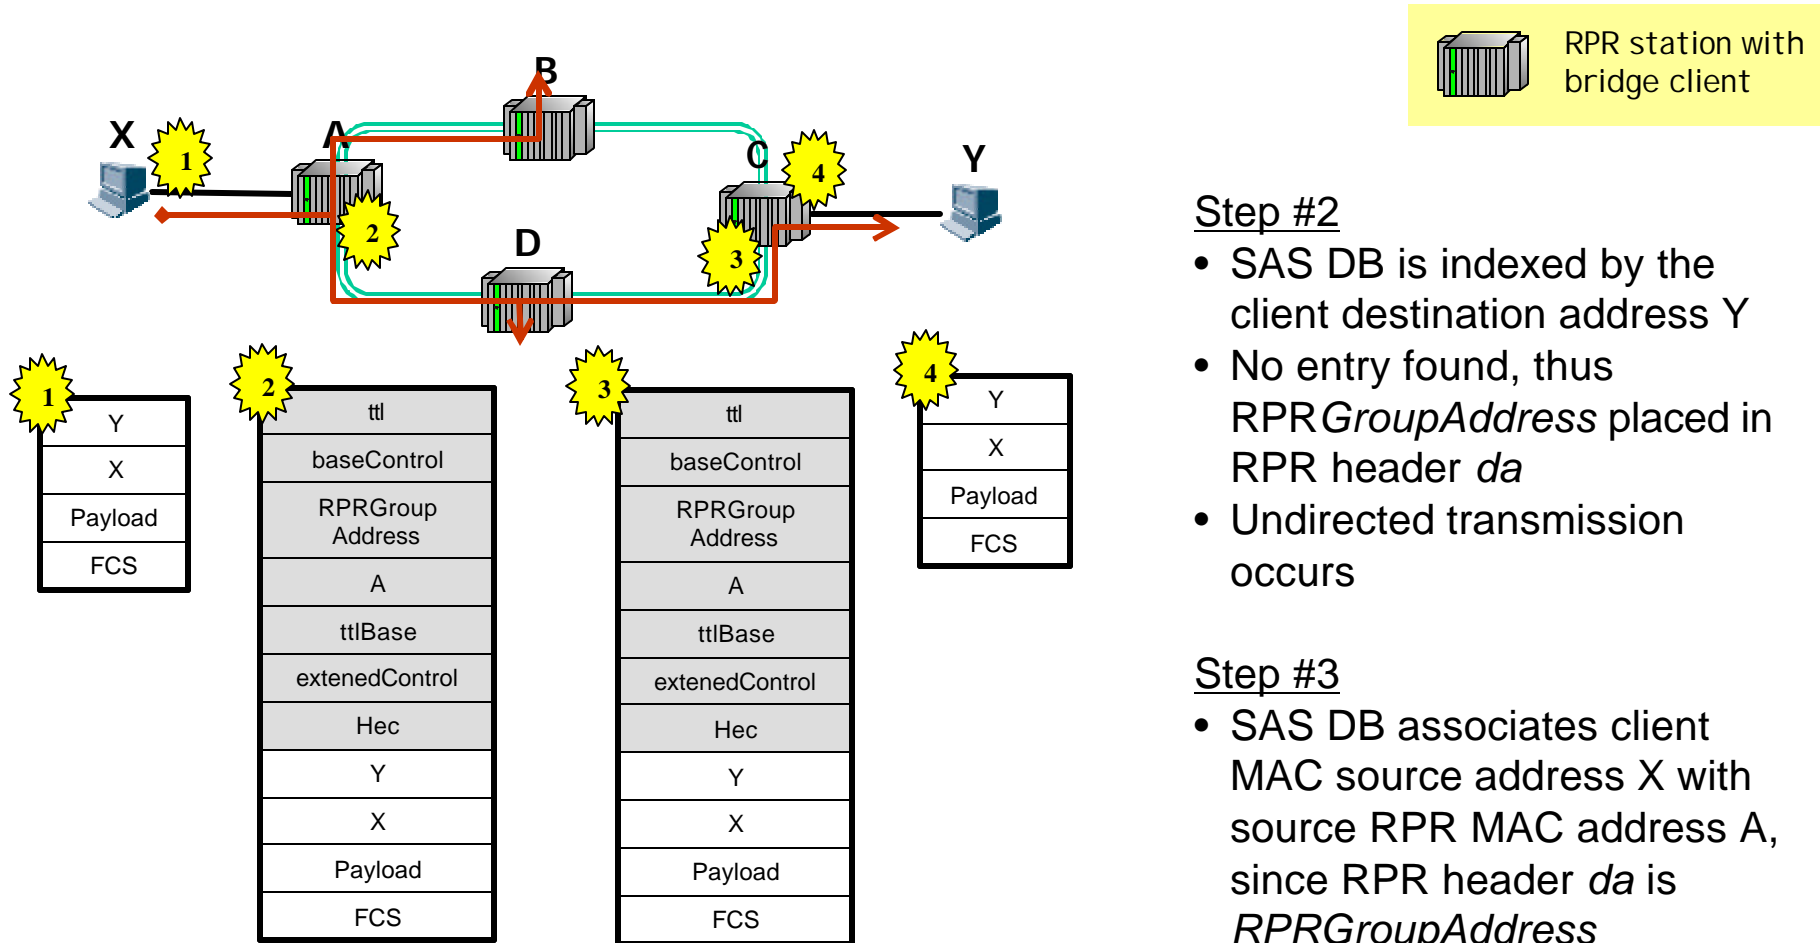 RPR station with
bridge client
B
X
1
A
C
4
Y
2
D
3
1
Y
X
Payload
FCS
2
ttl
baseControl
RPRGroup
Address
A
ttlBase
extenedControl
Hec
Y
X
Payload
FCS
3
ttl
baseControl
RPRGroup
Address
A
ttlBase
extenedControl
Hec
Y
X
Payload
FCS
4
Y
X
Payload
FCS
Step #2
• SAS DB is indexed by the
client destination address Y
• No entry found, thus
RPRGroupAddress placed in
RPR header da
• Undirected transmission
occurs
Step #3
• SAS DB associates client
MAC source address X with
source RPR MAC address A,
since RPR header da is
RPRGroupAddress